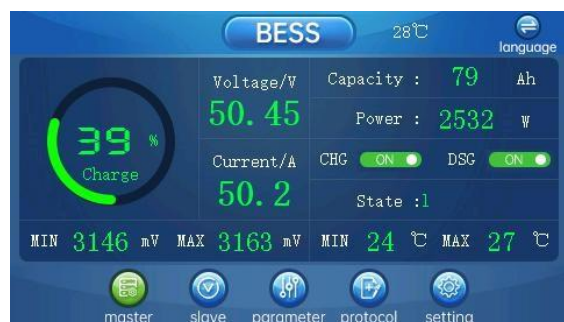 BESS 28℃
language
Voltage/V Capacity : 79 Ah
50.45 Power : 2532 W
39 %
Charge
Current/A CHG ON DSG ON
50.2 State :1
MIN 3146 mV MAX 3163 mV MIN 24 ℃ MAX 27 ℃
master slave parameter protocol setting